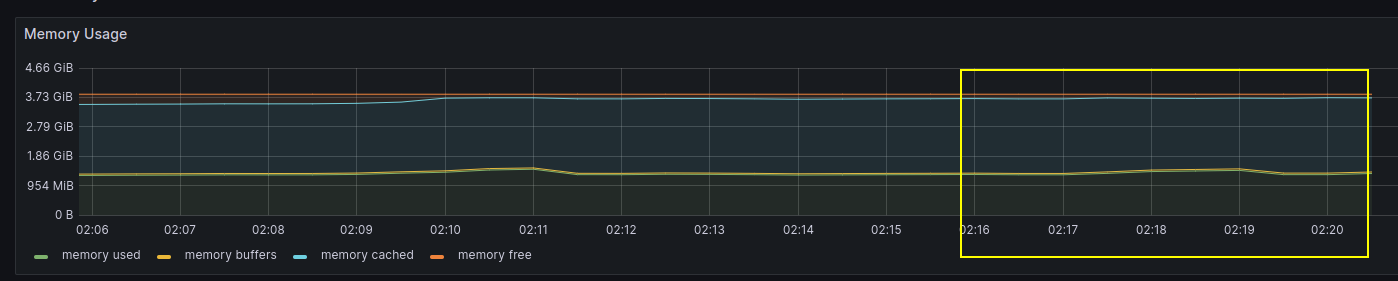 Memory Usage
4.66 GiB
3.73 GiB
2.79 GiB
1.86 GiB
954 MiB
0 B
02:06 02:07 02:08 02:09 02:10 02:11 02:12 02:13 02:14 02:15 02:16 02:17 02:18 02:19 02:20
memory used memory buffers memory cached memory free